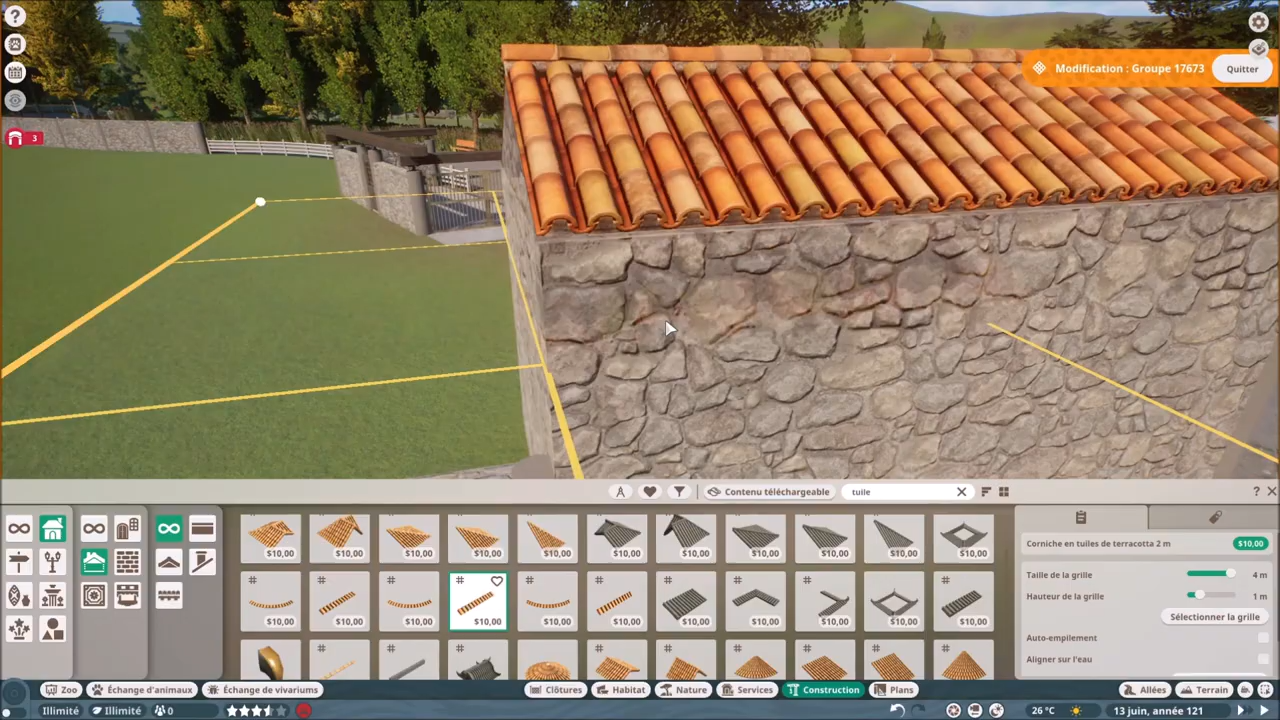 ?
Modification : Groupe 17673
Quitter
3
Contenu téléchargeable
tuile
?
$10,00 $10,00 $10,00 $10,00 $10,00 $10,00 $10,00 $10,00 $10,00 $10,00 $10,00
$10,00 $10,00 $10,00 $10,00 $10,00 $10,00 $10,00 $10,00 $10,00 $10,00 $10,00
Corniche en tuiles de terracotta 2 m
$10,00
Taille de la grille
4 m
Hauteur de la grille
1 m
Sélectionner la grille
Auto-empilement
Aligner sur l'eau
Zoo
Échange d'animaux
Échange de vivariums
Clôtures
Habitat
Nature
Services
Construction
Plans
Allées
Terrain
Illimité
Illimité
0
26 °C
13 juin, année 121